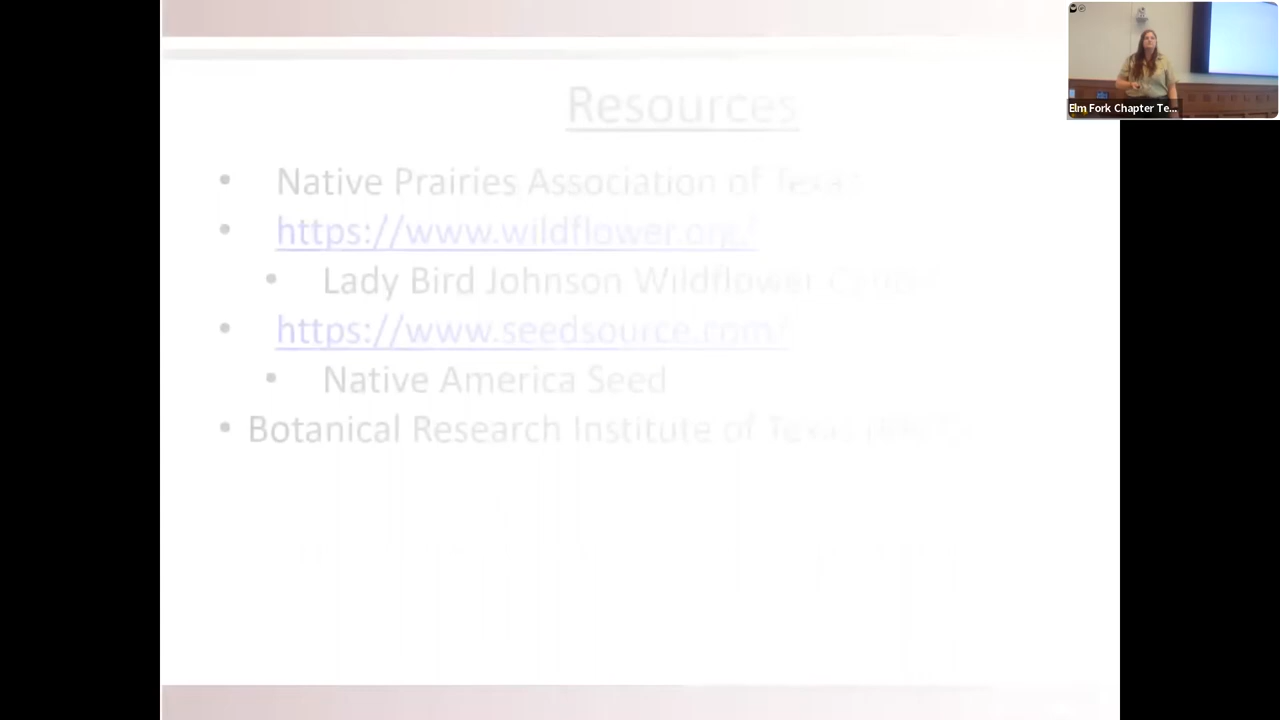 Resources
Native Prairies Association of Texas
https://www.wildflower.org/
Lady Bird Johnson Wildflower Center
https://www.seedsource.com/
Native America Seed
Botanical Research Institute of Texas (BRIT)
Elm Fork Chapter Te...